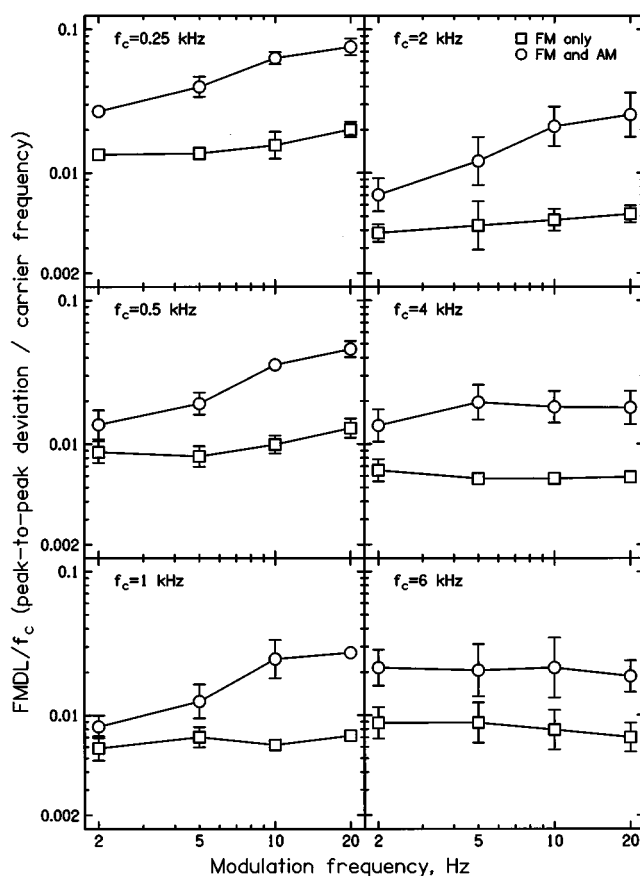 FMDL/f_c (peak-to-peak deviation / carrier frequency)
f_c=0.25 kHz
0.1
0.01
0.002
f_c=2 kHz
FM only
FM and AM
f_c=0.5 kHz
0.1
0.01
0.002
f_c=4 kHz
f_c=1 kHz
0.1
0.01
0.002
2 5 10 20
f_c=6 kHz
2 5 10 20
Modulation frequency, Hz